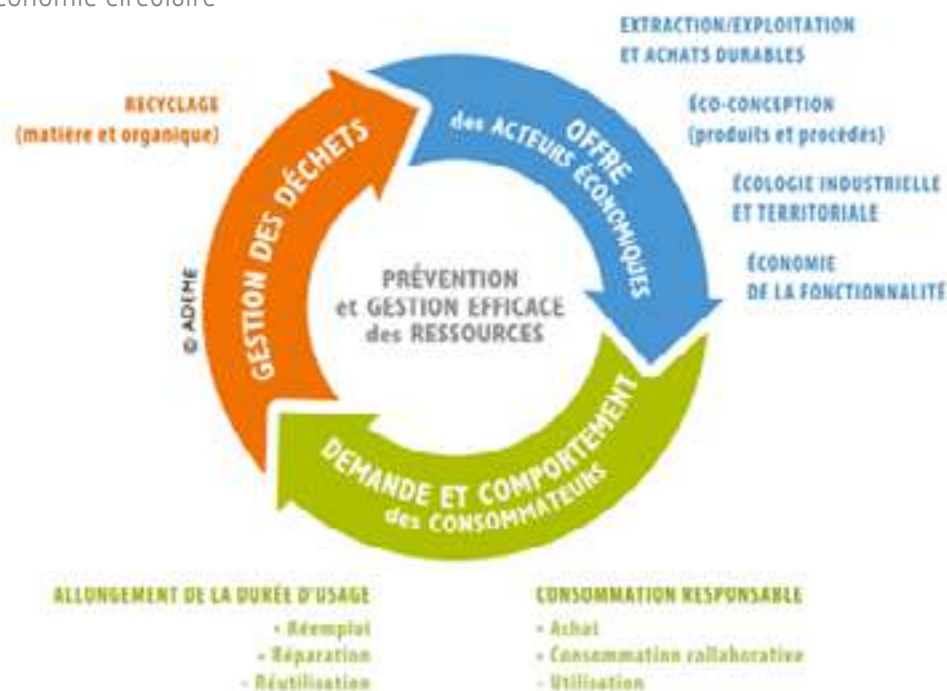 économie circulaire
EXTRACTION/EXPLOITATION
ET ACHATS DURABLES
ÉCO-CONCEPTION
(produits et procédés)
ÉCOLOGIE INDUSTRIELLE
ET TERRITORIALE
ÉCONOMIE
DE LA FONCTIONNALITÉ
RECYCLAGE
(matière et organique)
OFFRE
des ACTEURS ÉCONOMIQUES
GESTION DES DÉCHETS
PRÉVENTION
et GESTION EFFICACE
des RESSOURCES
© ADEME
DEMANDE ET COMPORTEMENT
des CONSOMMATEURS
ALLONGEMENT DE LA DURÉE D'USAGE
- Réemploi
- Réparation
- Réutilisation
CONSOMMATION RESPONSABLE
- Achat
- Consommation collaborative
- Utilisation